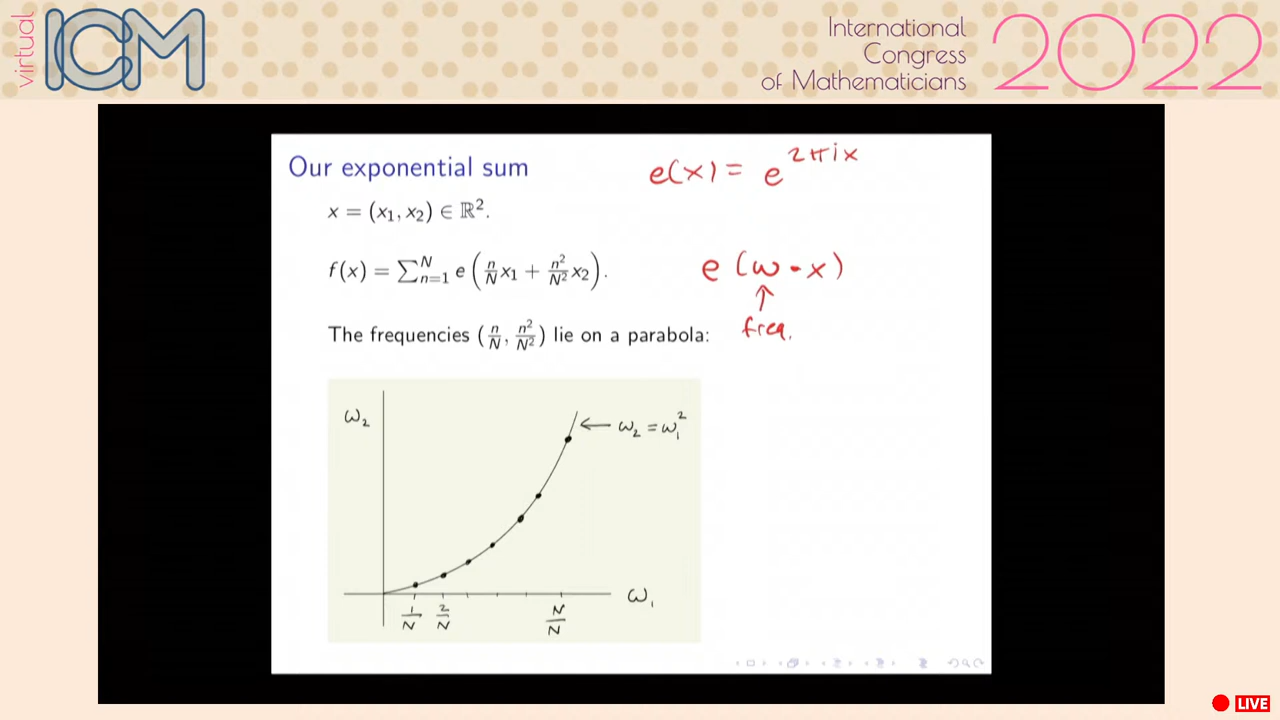 virtual
ICM
International
Congress
of Mathematicians
2022
Our exponential sum
e(x) = e^{2πix}
x = (x₁, x₂) ∈ ℝ².
f(x) = ∑_{n=1}^{N} e(n/N x₁ + n²/N² x₂).
e(ω · x)
↑
freq.
The frequencies (n/N, n²/N²) lie on a parabola:
ω₂
← ω₂ = ω₁²
ω₁
1/N 2/N N/N
LIVE